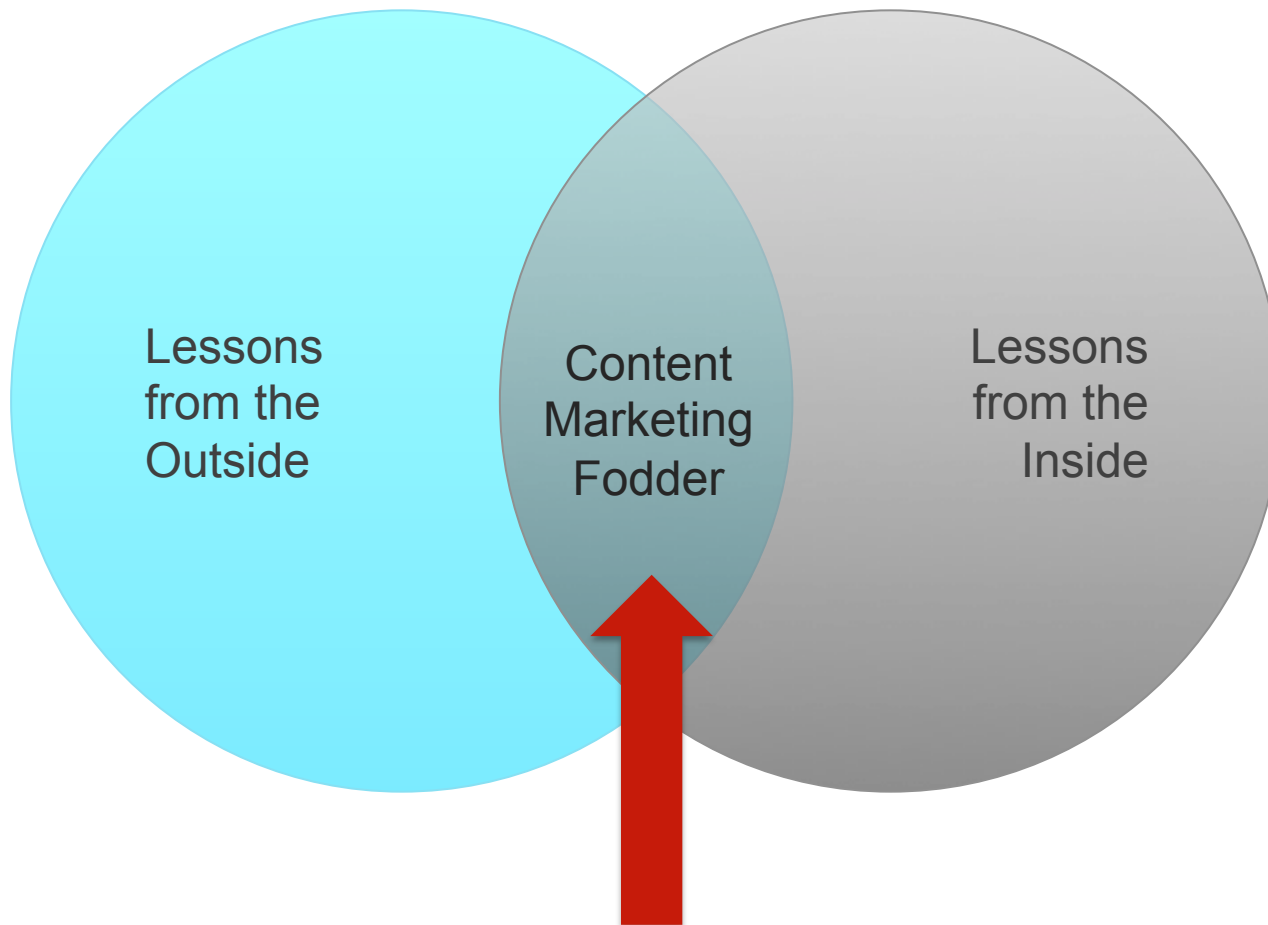 Lessons
from the
Outside
Content
Marketing
Fodder
Lessons
from the
Inside